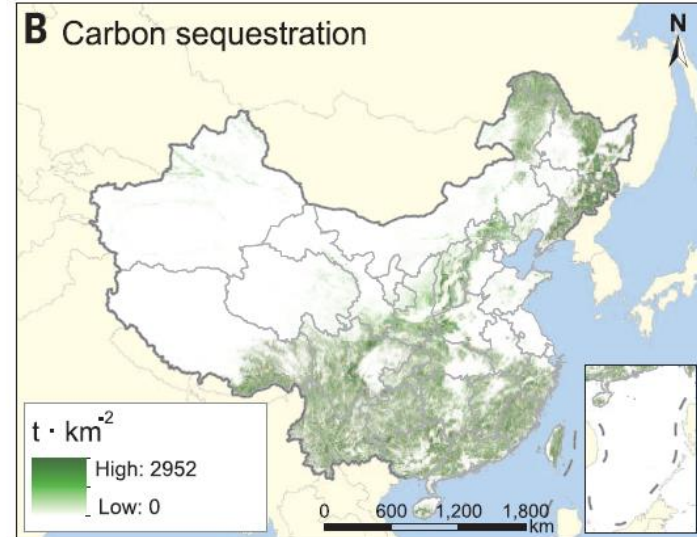 B Carbon sequestration
N
t · km⁻²
High: 2952
Low: 0
0 600 1,200 1,800
km